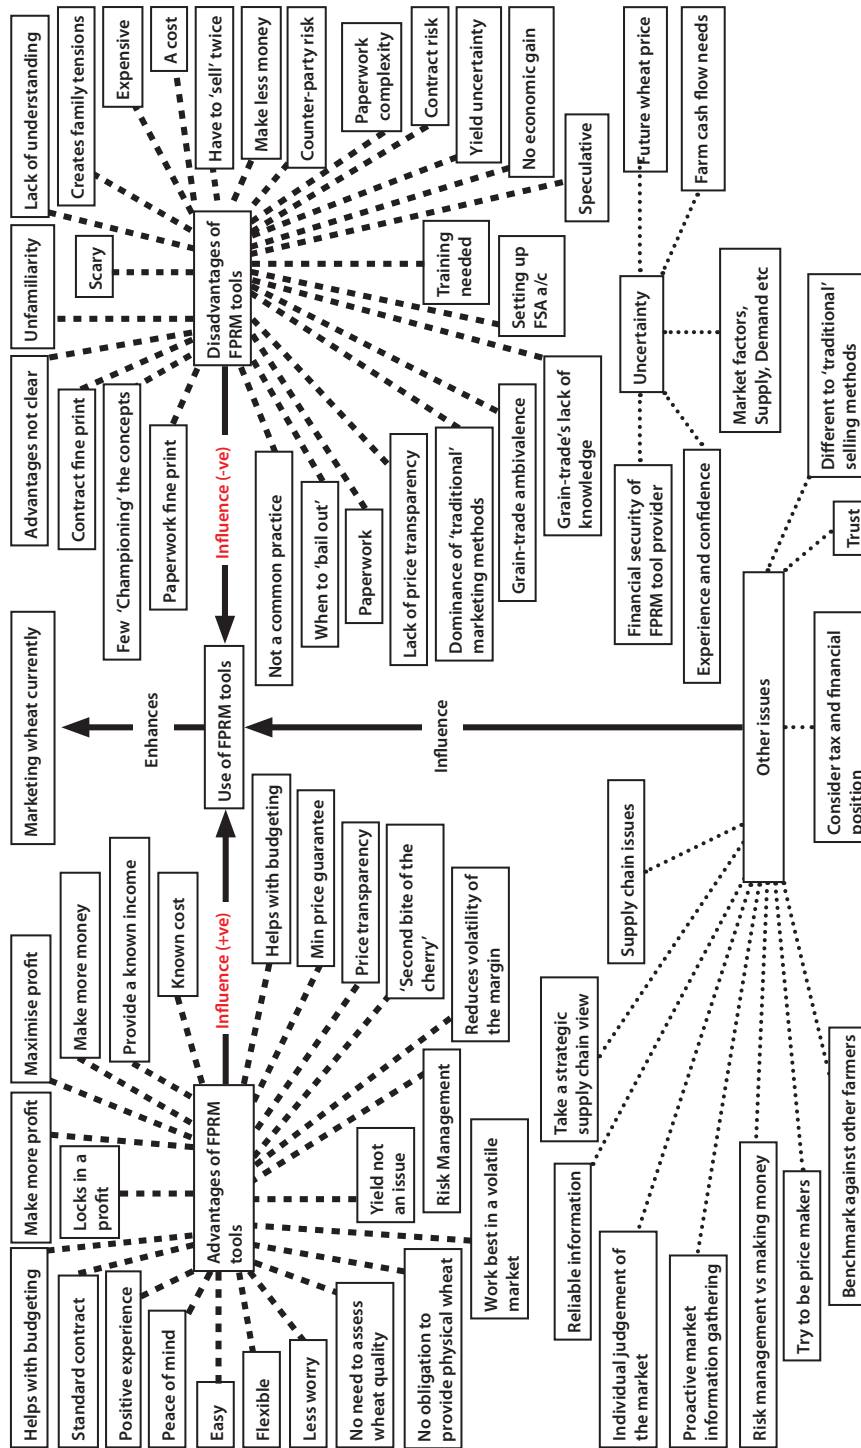 Marketing wheat currently
Enhances
Use of FPRM tools
Influence (+ve)
Influence (-ve)
Influence
Advantages of FPRM
tools
Helps with budgeting
Standard contract
Positive experience
Peace of mind
Easy
Flexible
Less worry
No need to assess
wheat quality
No obligation to
provide physical wheat
Make more profit
Locks in a
profit
Maximise profit
Make more money
Provide a known income
Known cost
Helps with budgeting
Min price guarantee
Price transparency
‘Second bite of the
cherry’
Reduces volatility of
the margin
Risk Management
Yield not
an issue
Work best in a volatile
market
Disadvantages of
FPRM tools
Advantages not clear
Contract fine print
Few ‘Championing’ the concepts
Paperwork fine print
Unfamiliarity
Scary
Lack of understanding
Creates family tensions
Expensive
A cost
Have to ‘sell’ twice
Make less money
Counter-party risk
Paperwork
complexity
Contract risk
Yield uncertainty
No economic gain
Speculative
Training
needed
Setting up
FSA a/c
Not a common practice
When to ‘bail out’
Paperwork
Lack of price transparency
Dominance of ‘traditional’
marketing methods
Grain-trade ambivalence
Grain-trade’s lack of
knowledge
Uncertainty
Future wheat price
Farm cash flow needs
Market factors,
Supply, Demand etc
Financial security of
FPRM tool provider
Experience and confidence
Other issues
Supply chain issues
Take a strategic
supply chain view
Reliable information
Individual judgement of
the market
Proactive market
information gathering
Risk management vs making money
Try to be price makers
Benchmark against other farmers
Consider tax and financial
position
Trust
Different to ‘traditional’
selling methods